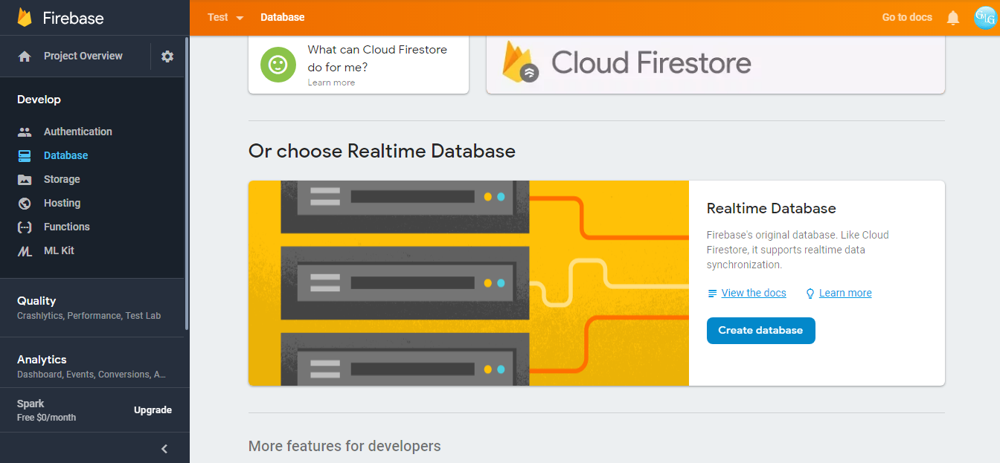 Firebase
Project Overview
Develop
Authentication
Database
Storage
Hosting
Functions
ML Kit
Quality
Crashlytics, Performance, Test Lab
Analytics
Dashboard, Events, Conversions, A...
Spark
Free $0/month
Upgrade
Test
Database
Go to docs
GMG
What can Cloud Firestore
do for me?
Learn more
Cloud Firestore
Or choose Realtime Database
Realtime Database
Firebase's original database. Like Cloud
Firestore, it supports realtime data
synchronization.
View the docs
Learn more
Create database
More features for developers